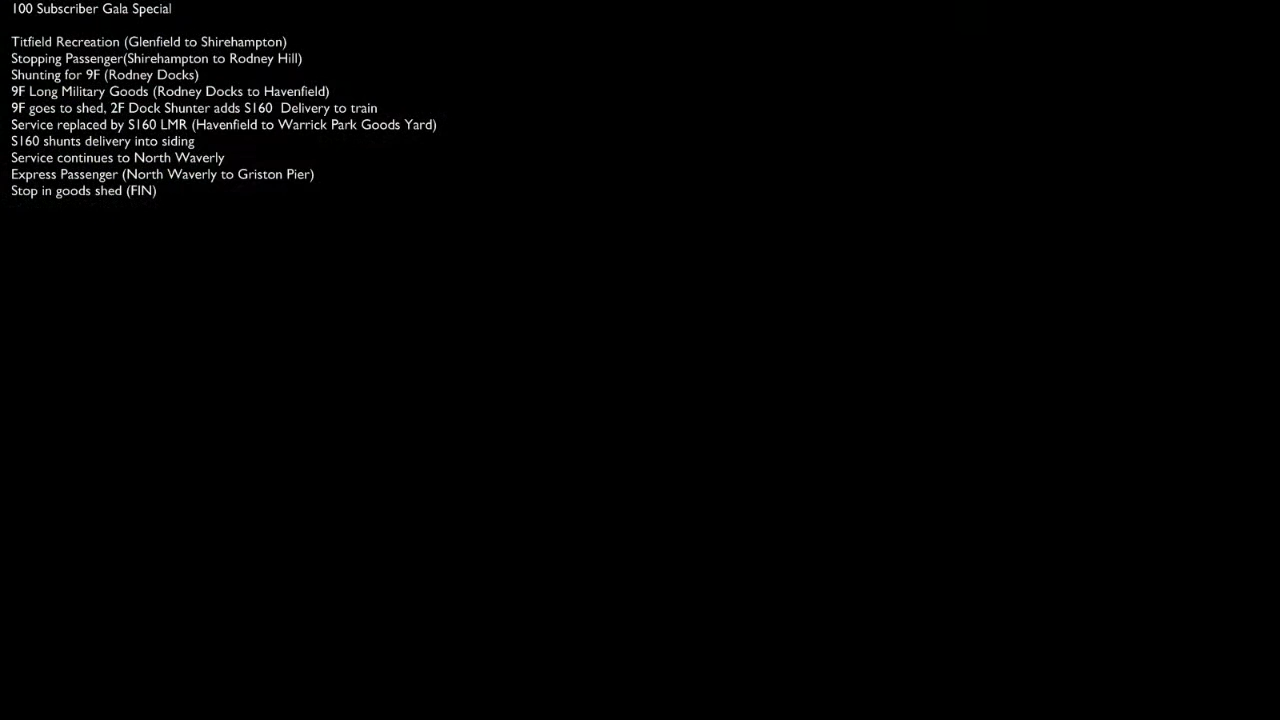 100 Subscriber Gala Special
Titfield Recreation (Glenfield to Shirehampton)
Stopping Passenger(Shirehampton to Rodney Hill)
Shunting for 9F (Rodney Docks)
9F Long Military Goods (Rodney Docks to Havenfield)
9F goes to shed, 2F Dock Shunter adds S160  Delivery to train
Service replaced by S160 LMR (Havenfield to Warrick Park Goods Yard)
S160 shunts delivery into siding
Service continues to North Waverly
Express Passenger (North Waverly to Griston Pier)
Stop in goods shed (FIN)